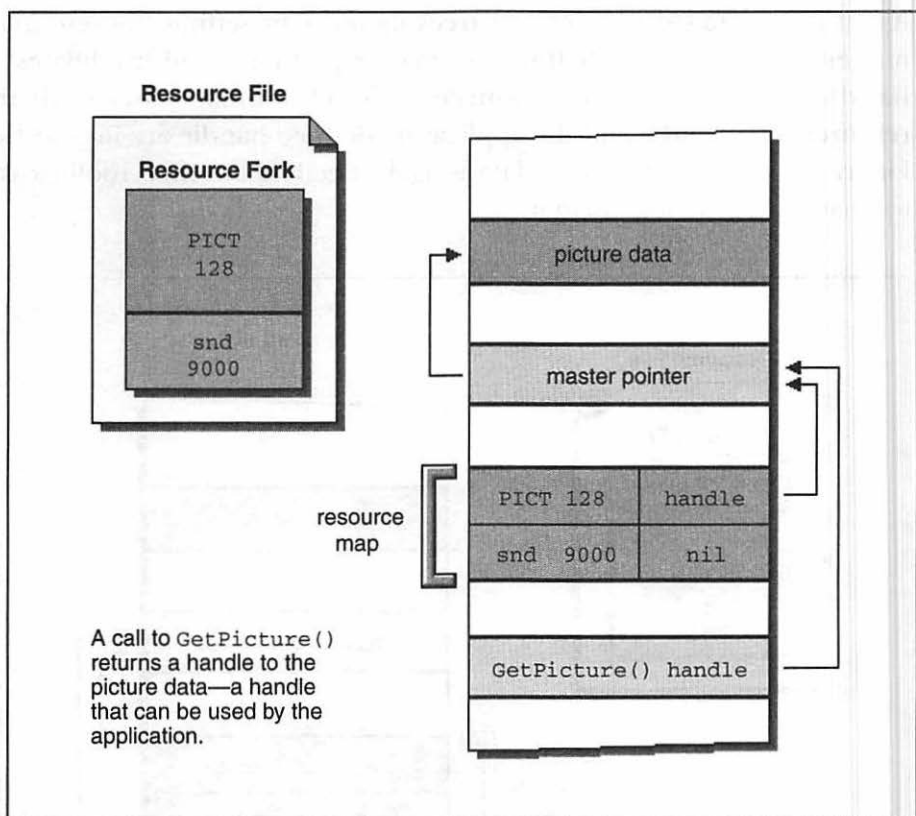 Resource File
Resource Fork
PICT
128
snd
9000
picture data
master pointer
resource
map
PICT 128 handle
snd 9000 nil
GetPicture() handle
A call to GetPicture()
returns a handle to the
picture data—a handle
that can be used by the
application.